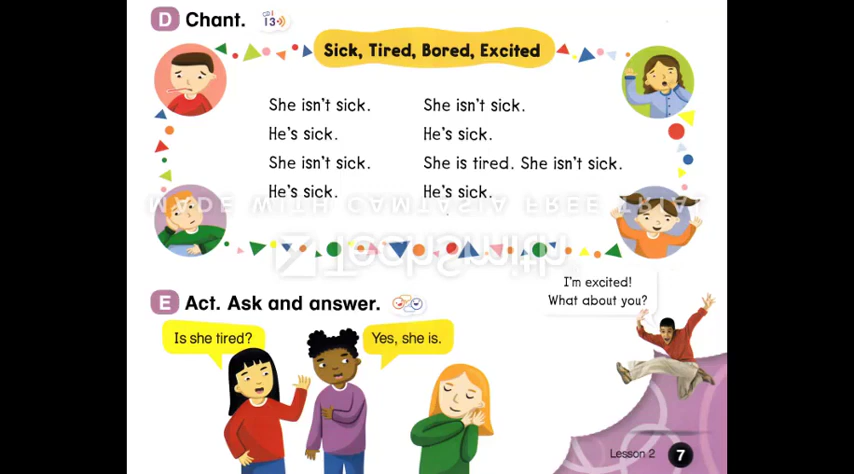 D Chant.
CD1
13
Sick, Tired, Bored, Excited
She isn't sick.
He's sick.
She isn't sick.
He's sick.
She isn't sick.
He's sick.
She is tired. She isn't sick.
He's sick.
MADE WITH CAMTASIA FREE TRIAL
TechSmith
E Act. Ask and answer.
I'm excited!
What about you?
Is she tired?
Yes, she is.
Lesson 2 7